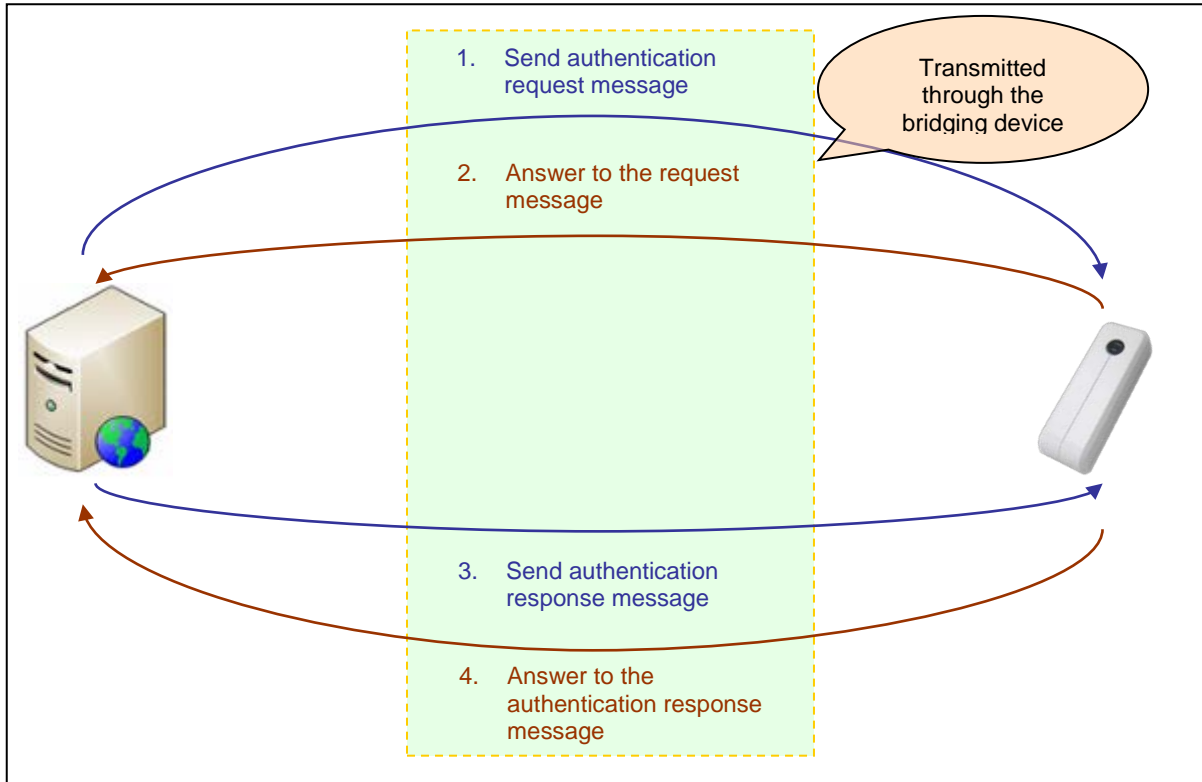 1. Send authentication
request message
Transmitted
through the
bridging device
2. Answer to the request
message
3. Send authentication
response message
4. Answer to the
authentication response
message